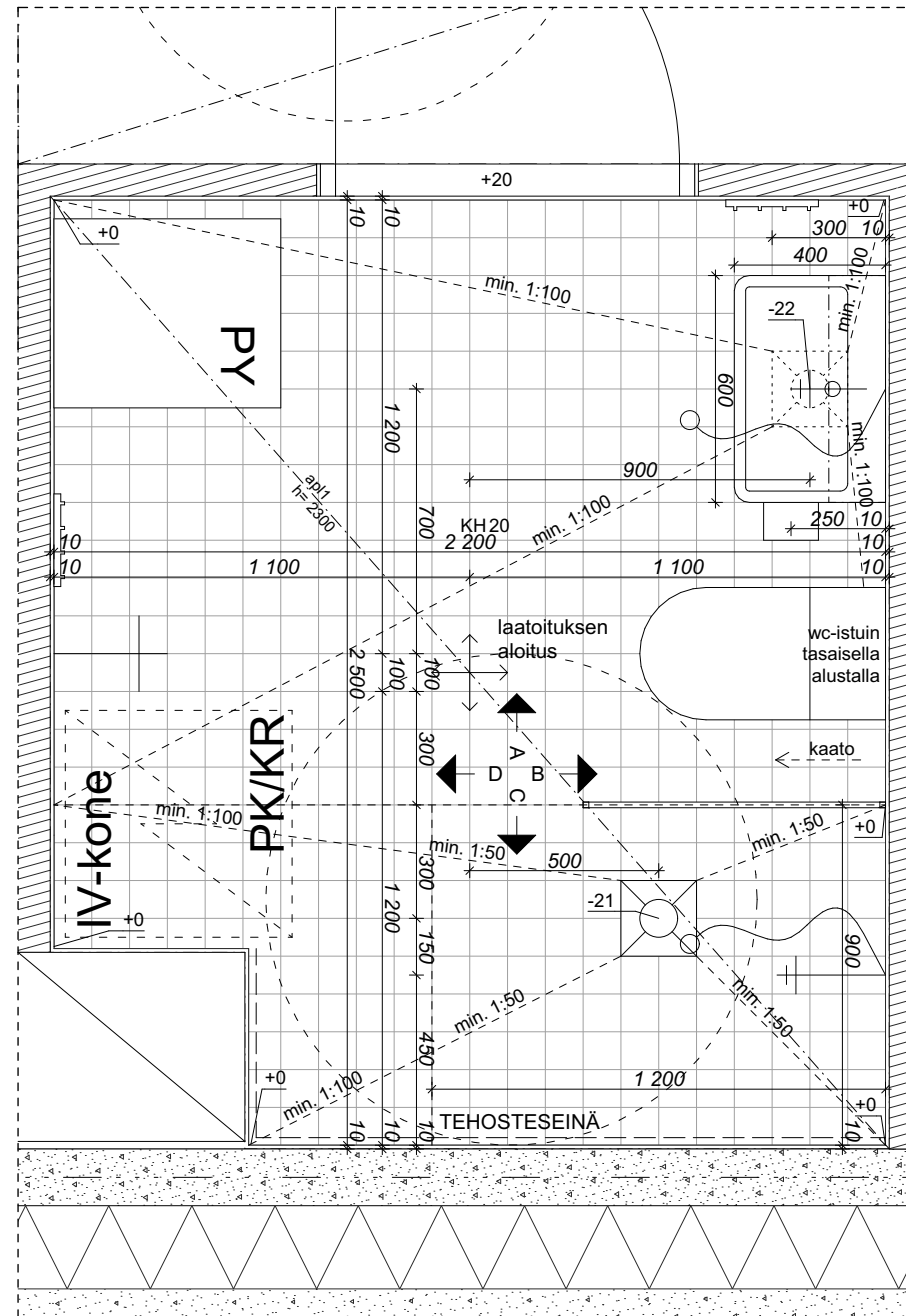 +20
10
10
+0
300
10
+0
400
min. 1:100
min. 1:100
-22
PY
600
1 200
900
min. 1:100
apl1
h= 2300
700
KH 20
min. 1:100
250
10
10
2 200
10
10
1 100
1 100
10
laatoituksen
aloitus
wc-istuin
tasaisella
alustalla
2 500
100
100
300
A
D
B
C
kaato
IV-kone
PK/KR
min. 1:100
min. 1:50
500
min. 1:50
+0
300
1 200
-21
+0
150
900
min. 1:50
min. 1:50
450
+0
min. 1:100
1 200
+0
TEHOSTESEINÄ
10
10
10
10